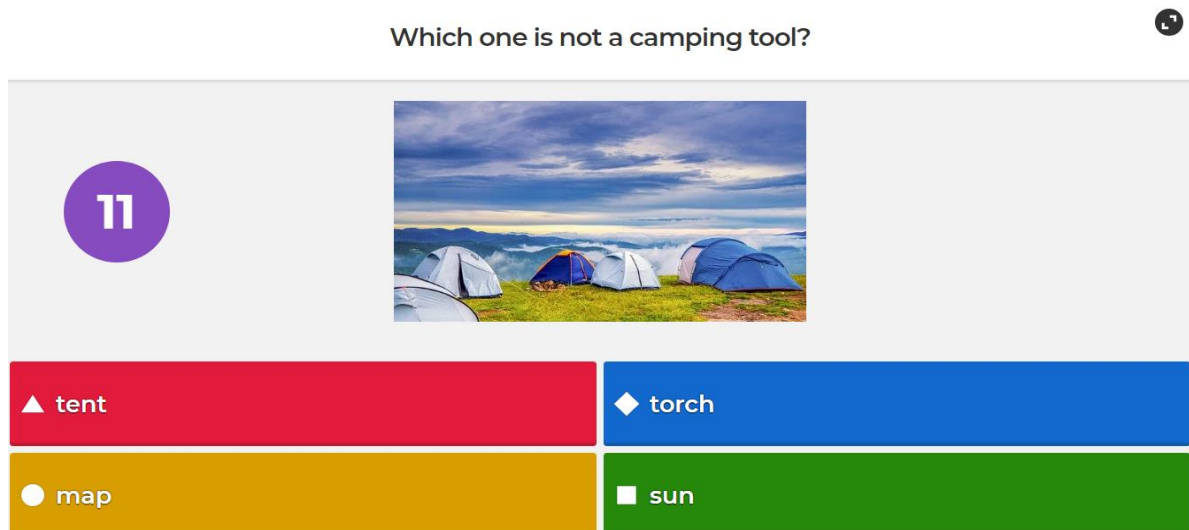 Which one is not a camping tool?
11
tent
torch
map
sun